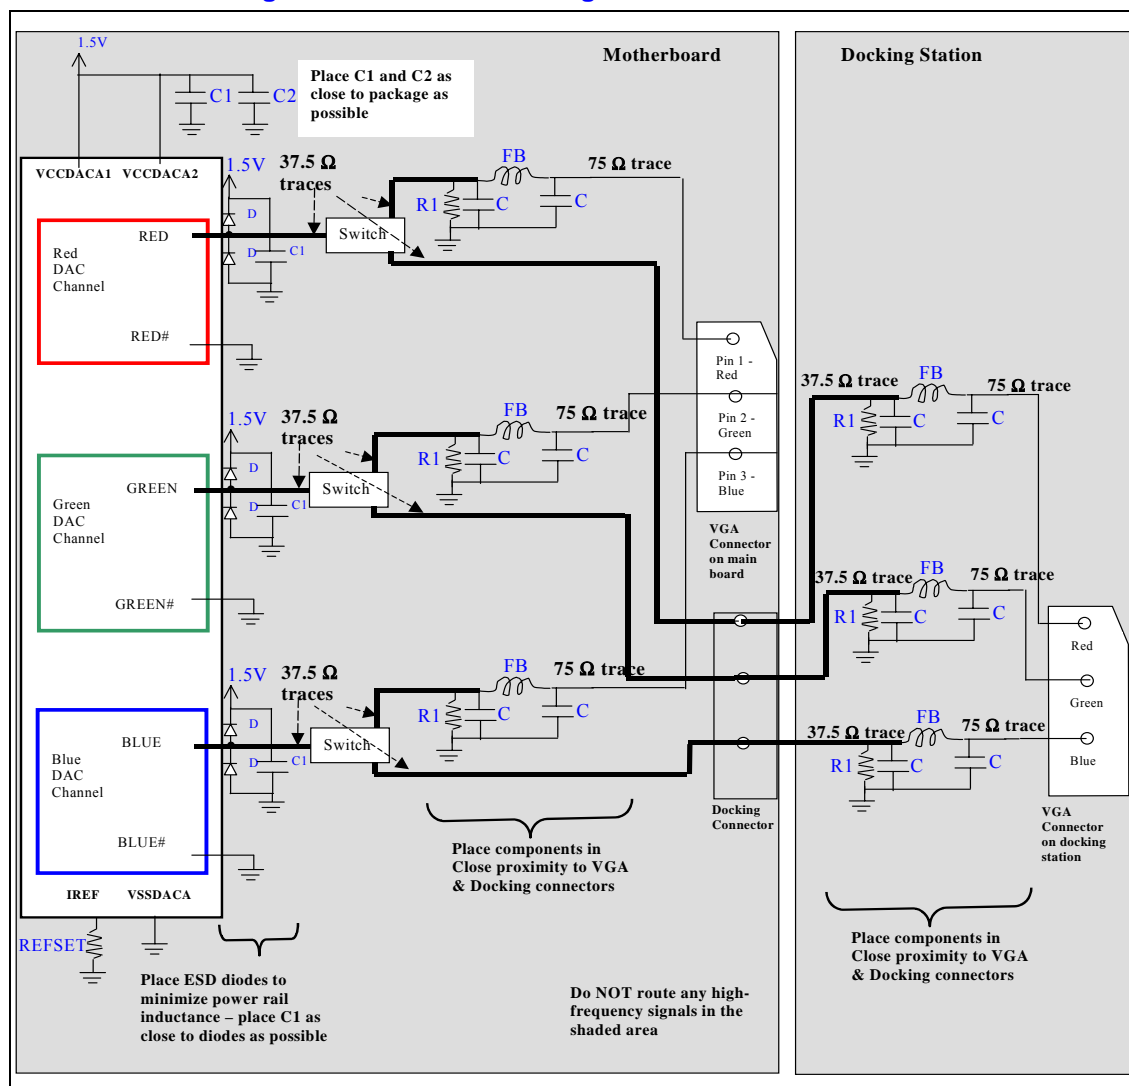 Motherboard
Docking Station
1.5V
C1
C2
Place C1 and C2 as
close to package as
possible
VCCDACA1
VCCDACA2
1.5V
37.5 Ω
traces
FB
75 Ω trace
R1
C
C
D
D
C1
Switch
RED
Red
DAC
Channel
RED#
Pin 1 -
Red
Pin 2 -
Green
Pin 3 -
Blue
VGA
Connector
on main
board
1.5V
37.5 Ω
traces
FB
75 Ω trace
R1
C
C
D
D
C1
Switch
GREEN
Green
DAC
Channel
GREEN#
37.5 Ω trace
FB
75 Ω trace
R1
C
C
37.5 Ω trace
FB
75 Ω trace
R1
C
C
1.5V
37.5 Ω
traces
FB
75 Ω trace
R1
C
C
D
D
C1
Switch
BLUE
Blue
DAC
Channel
BLUE#
37.5 Ω trace
FB
75 Ω trace
R1
C
C
Red
Green
Blue
VGA
Connector
on docking
station
Docking
Connector
Place components in
Close proximity to VGA
& Docking connectors
IREF
VSSDACA
REFSET
Place ESD diodes to
minimize power rail
inductance – place C1 as
close to diodes as possible
Do NOT route any high-
frequency signals in the
shaded area
Place components in
Close proximity to VGA
& Docking connectors